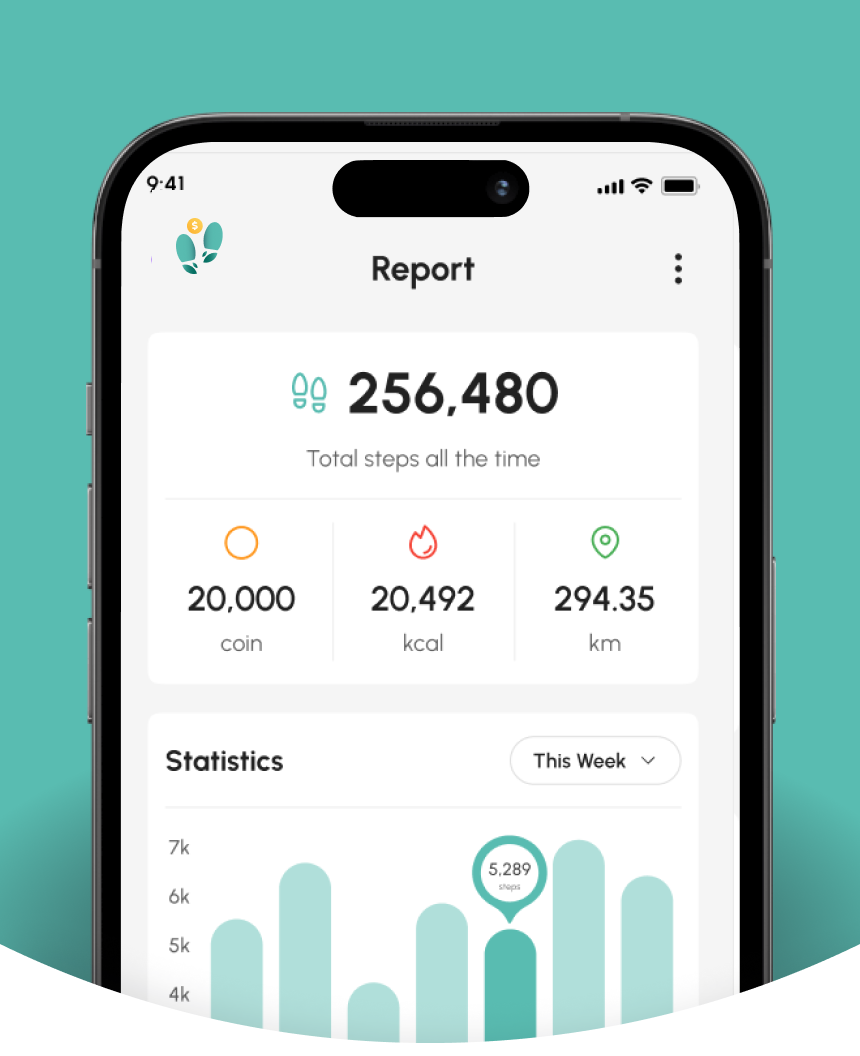 9:41
$
Report
256,480
Total steps all the time
20,000
20,492
294.35
coin
kcal
km
Statistics
This Week
7k
5,289
steps
6k
5k
4k